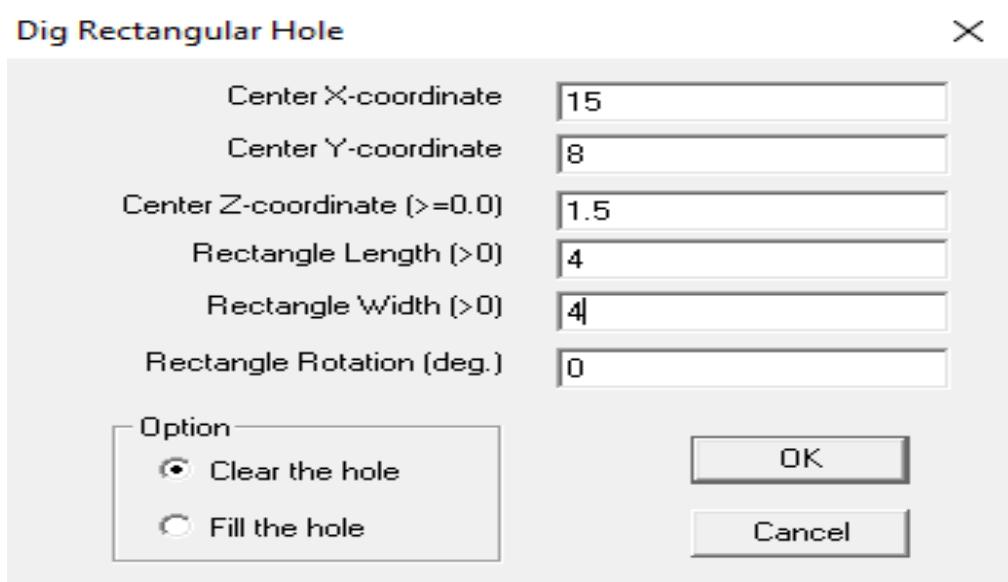 Dig Rectangular Hole
Center X-coordinate 15
Center Y-coordinate 8
Center Z-coordinate (>=0.0) 1.5
Rectangle Length (>0) 4
Rectangle Width (>0) 4
Rectangle Rotation (deg.) 0
Option
Clear the hole
Fill the hole
OK
Cancel